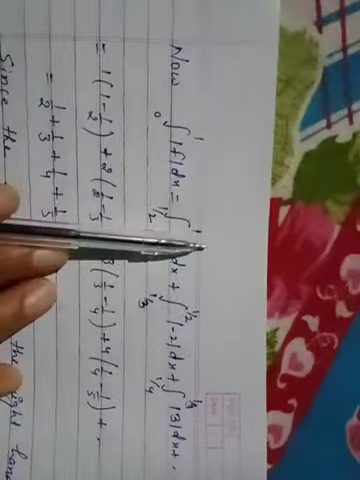 Now ∫₀¹ |f|dx = ∫_{1/2}^{1} dx + ∫_{1/3}^{1/2} |-2|dx + ∫_{1/4}^{1/3} |3|dx + ..
= 1(1 - 1/2) + 2(1/2 - 1/3) 3(1/3 - 1/4) + 4(1/4 - 1/5) + ..
= 1/2 + 1/3 + 1/4 + 1/5
Since the the right hand